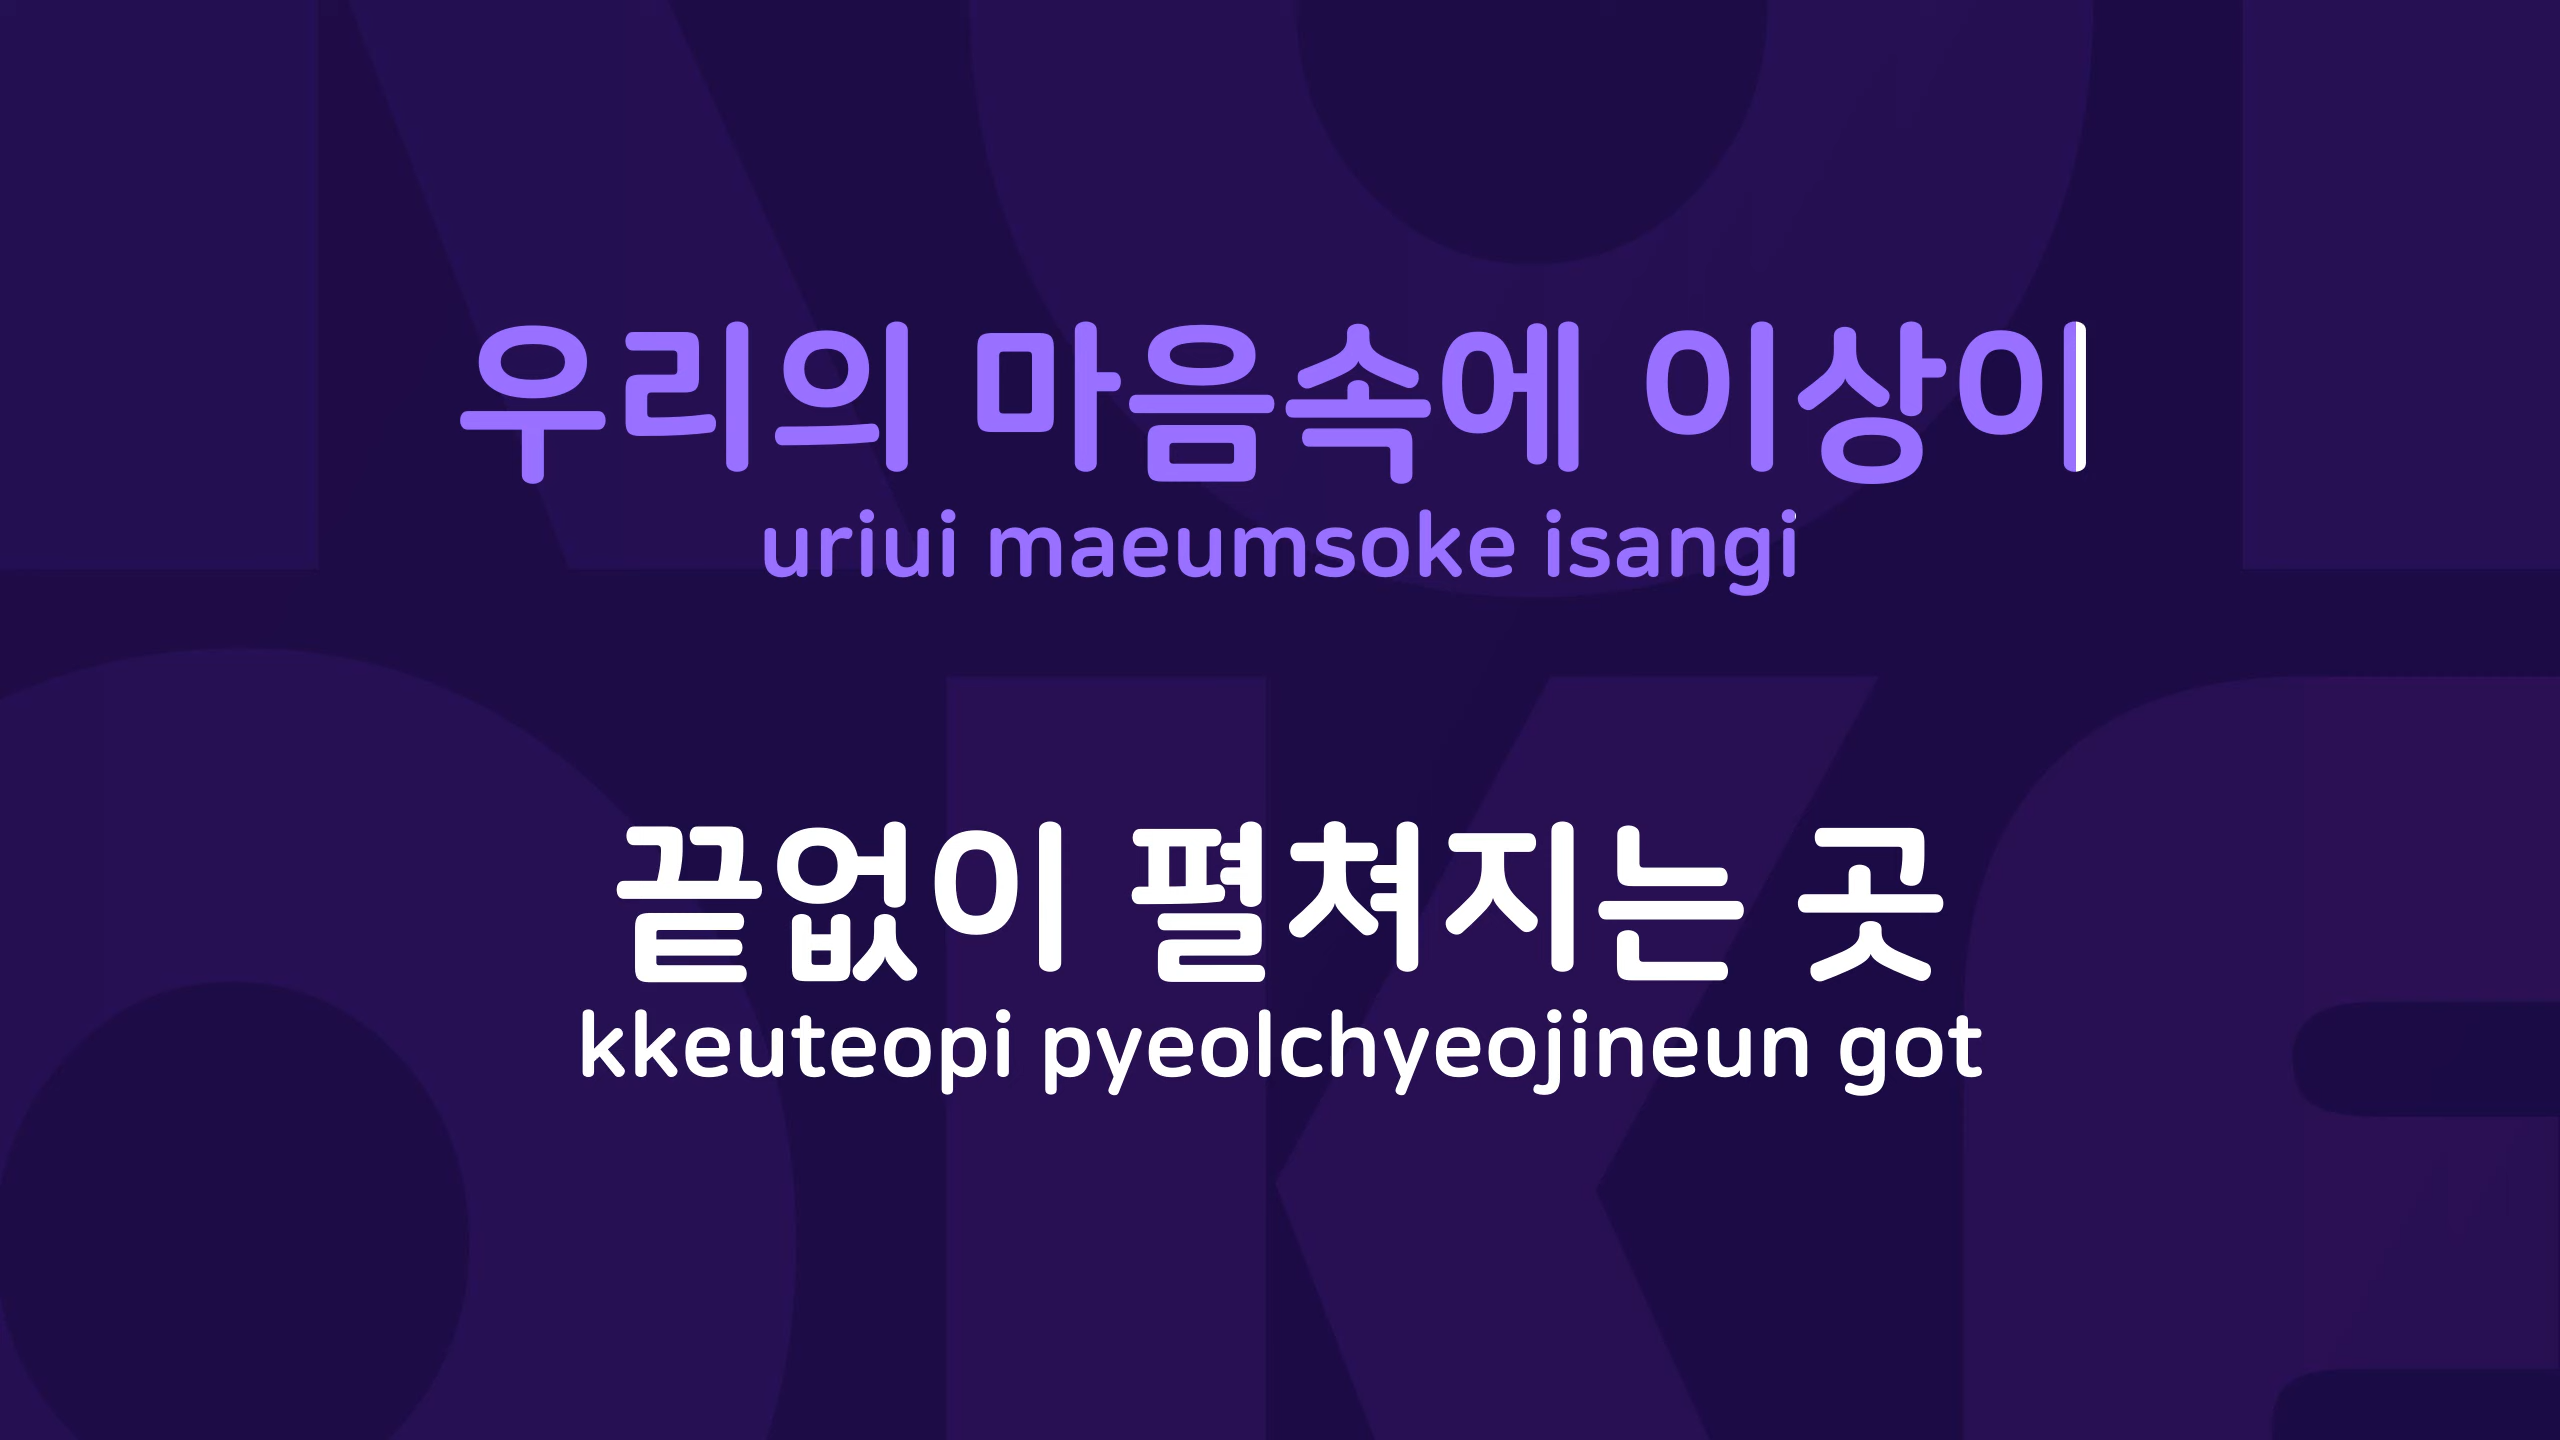 우리의 마음속에 이상이
uriui maeumsoke isangi
끝없이 펼쳐지는 곳
kkeuteopi pyeolchyeojineun got